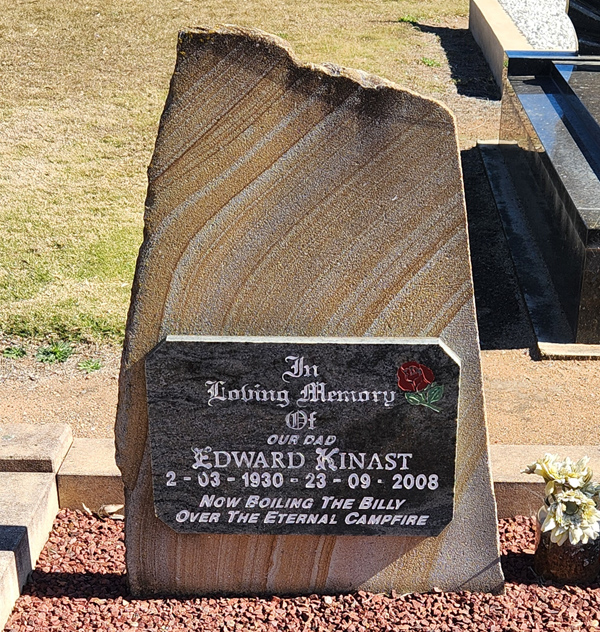 In
Loving Memory
Of
OUR DAD
EDWARD KINAST
2 - 03 - 1930 - 23 - 09 - 2008
NOW BOILING THE BILLY
OVER THE ETERNAL CAMPFIRE